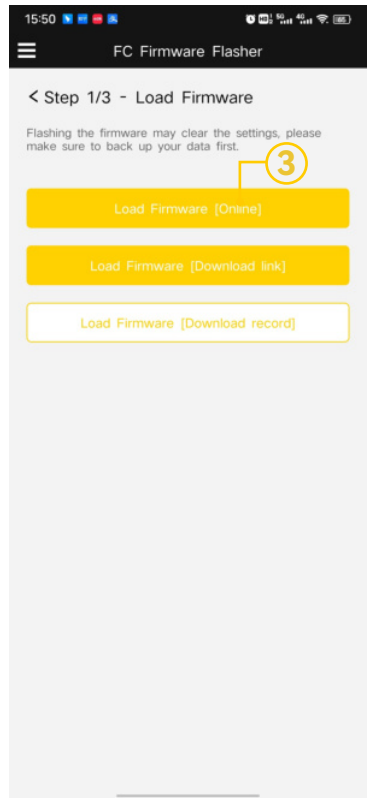 15:50
FC Firmware Flasher
< Step 1/3 - Load Firmware
Flashing the firmware may clear the settings, please
make sure to back up your data first.
3
Load Firmware [Online]
Load Firmware [Download link]
Load Firmware [Download record]